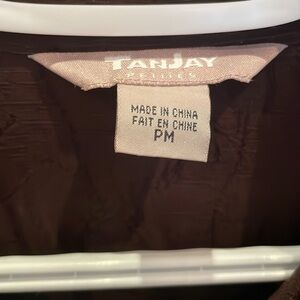 TANJAY
PETITES
MADE IN CHINA
FAIT EN CHINE
PM